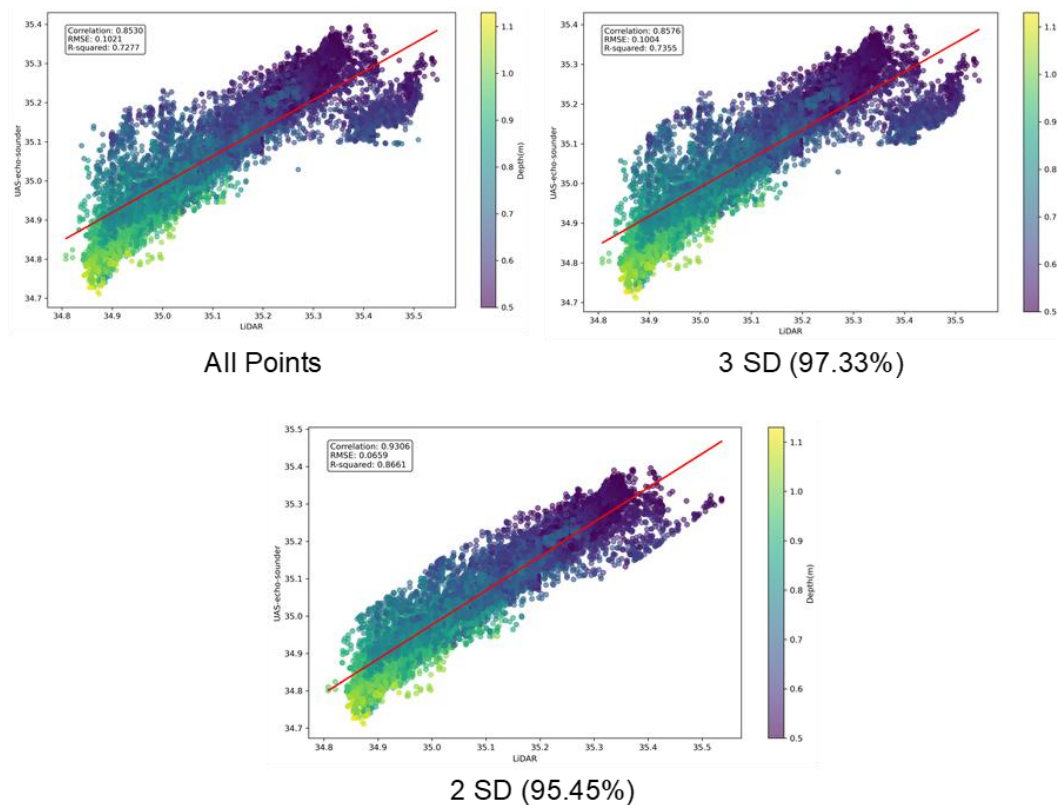 Correlation: 0.8530
RMSE: 0.1021
R-squared: 0.7277
35.4
35.3
35.2
35.1
35.0
34.9
34.8
34.7
UAS-echo-sounder
34.8 34.9 35.0 35.1 35.2 35.3 35.4 35.5
LiDAR
1.1
1.0
0.9
0.8
0.7
0.6
0.5
Depth(m)
All Points
Correlation: 0.8576
RMSE: 0.1004
R-squared: 0.7355
35.4
35.3
35.2
35.1
35.0
34.9
34.8
34.7
UAS-echo-sounder
34.8 34.9 35.0 35.1 35.2 35.3 35.4 35.5
LiDAR
1.1
1.0
0.9
0.8
0.7
0.6
0.5
Depth(m)
3 SD (97.33%)
Correlation: 0.9306
RMSE: 0.0659
R-squared: 0.8661
35.5
35.4
35.3
35.2
35.1
35.0
34.9
34.8
34.7
UAS-echo-sounder
34.8 34.9 35.0 35.1 35.2 35.3 35.4 35.5
LiDAR
1.1
1.0
0.9
0.8
0.7
0.6
0.5
Depth(m)
2 SD (95.45%)